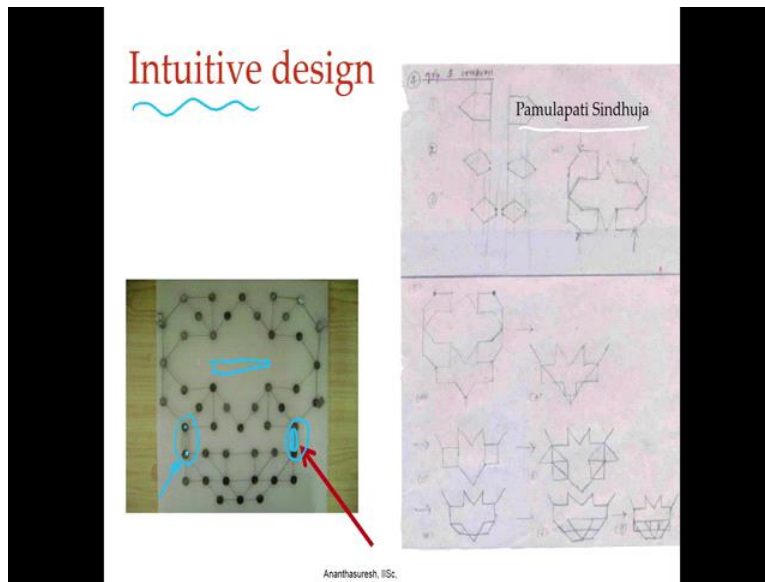 Intuitive design
Pamulapati Sindhuja
Ananthasuresh, IISc,